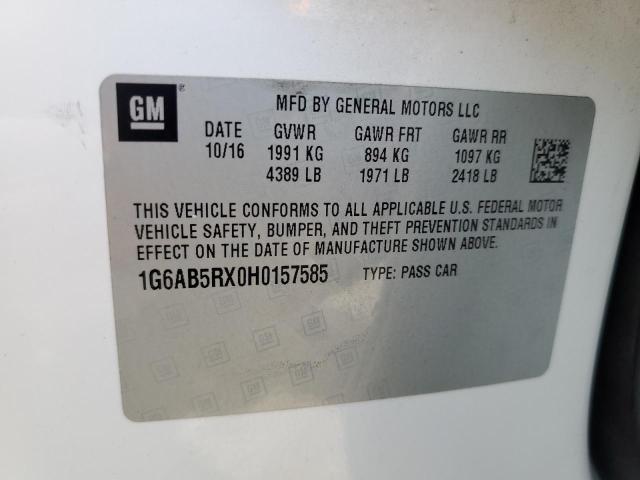 GM
MFD BY GENERAL MOTORS LLC
DATE GVWR GAWR FRT GAWR RR
10/16 1991 KG 894 KG 1097 KG
4389 LB 1971 LB 2418 LB
THIS VEHICLE CONFORMS TO ALL APPLICABLE U.S. FEDERAL MOTOR
VEHICLE SAFETY, BUMPER, AND THEFT PREVENTION STANDARDS IN
EFFECT ON THE DATE OF MANUFACTURE SHOWN ABOVE.
1G6AB5RX0H0157585 TYPE: PASS CAR